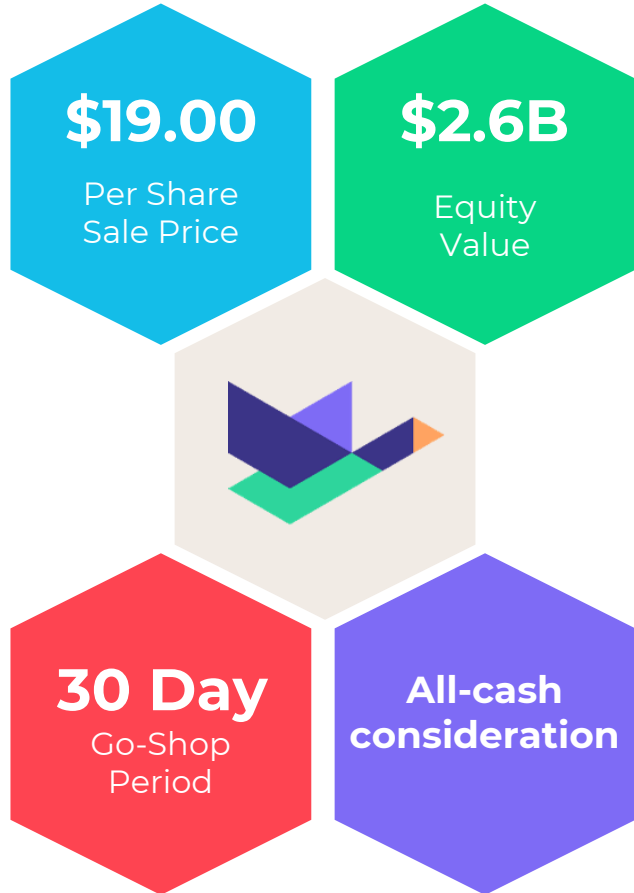 $19.00
Per Share
Sale Price
$2.6B
Equity
Value
30 Day
Go-Shop
Period
All-cash
consideration